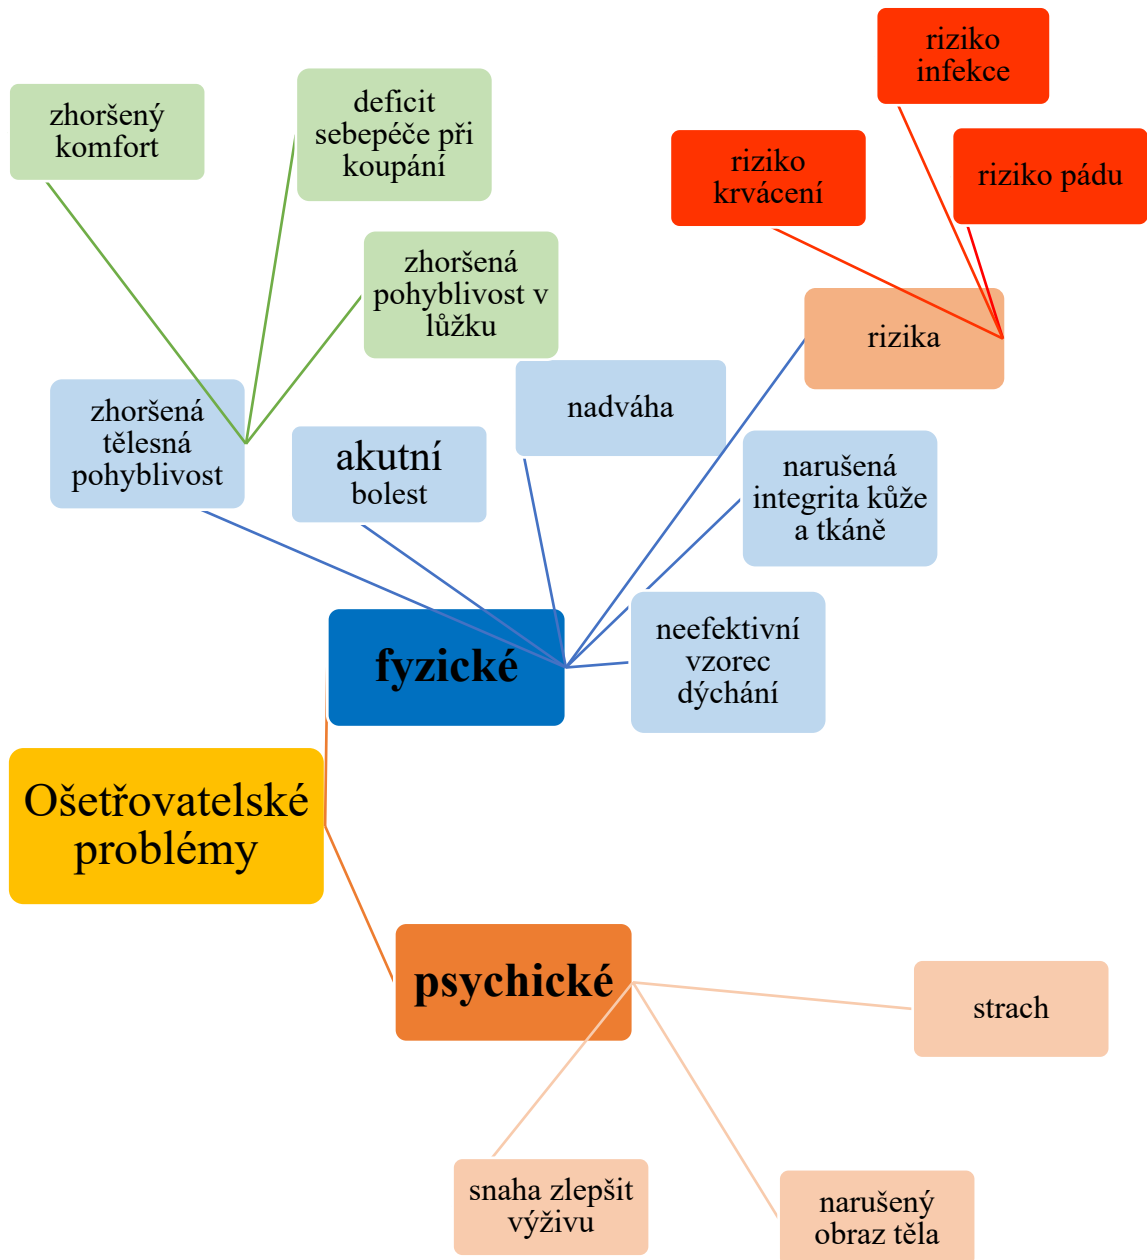 riziko
infekce
zhoršený
komfort
deficit
sebepéče při
koupání
riziko
krvácení
riziko pádu
zhoršená
pohyblivost v
lůžku
rizika
zhoršená
tělesná
pohyblivost
akutní
bolest
nadváha
narušená
integrita kůže
a tkáně
fyzické
neefektivní
vzorec
dýchání
Ošetřovatelské
problémy
psychické
strach
snaha zlepšit
výživu
narušený
obraz těla